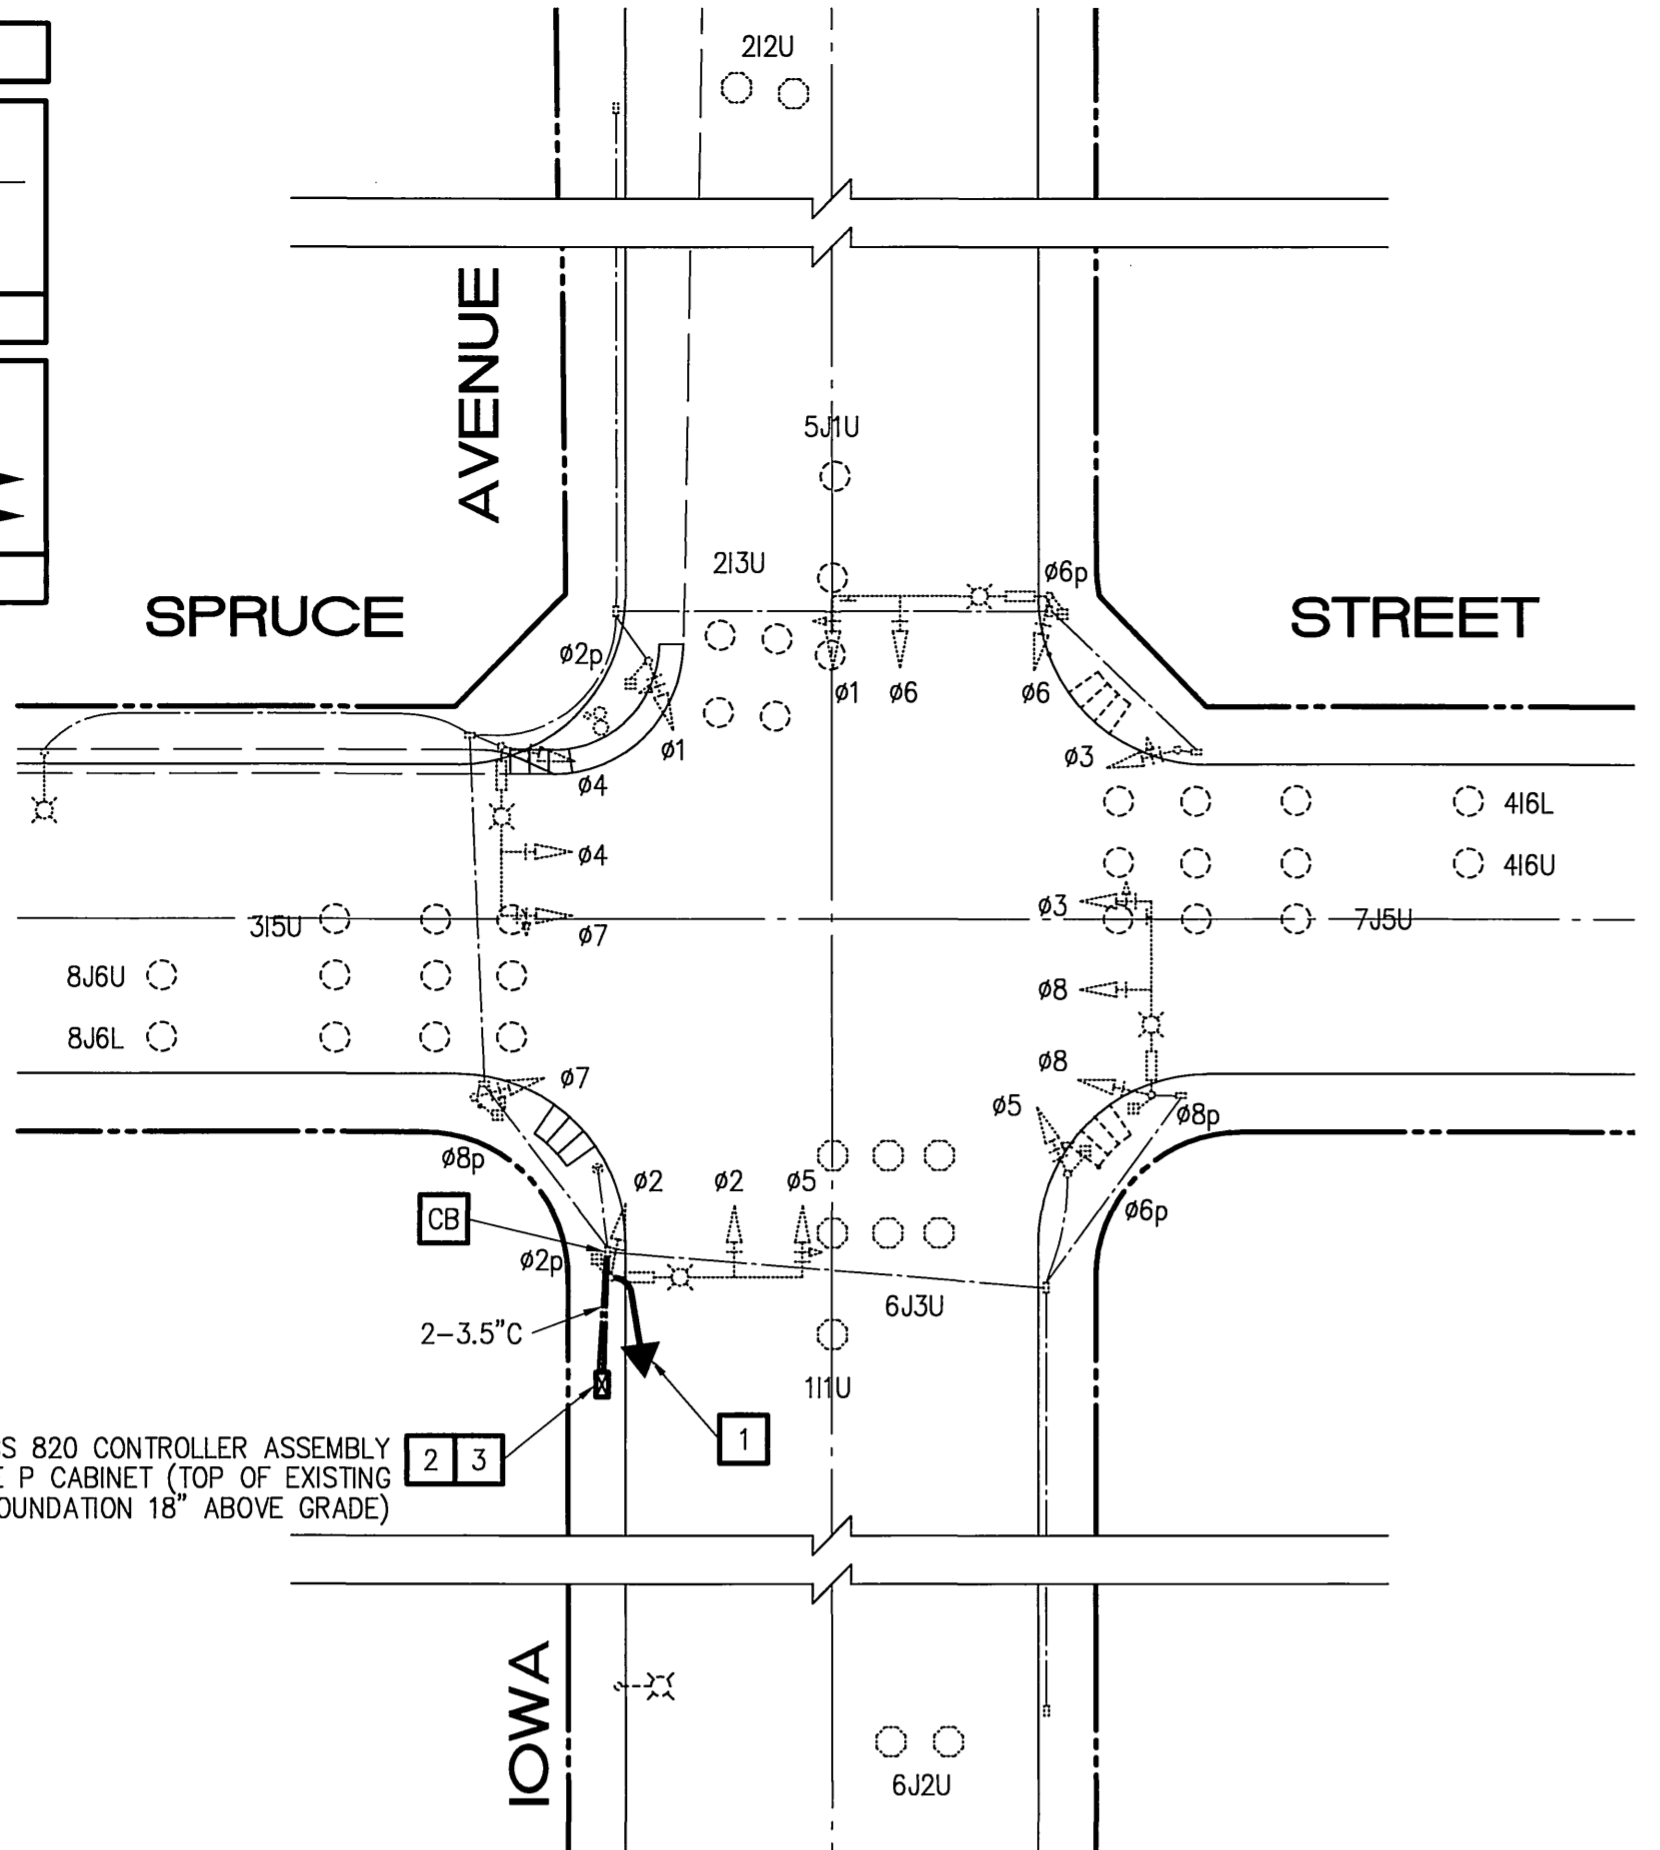 2I2U
AVENUE
5J1U
2I3U
ø6p
SPRUCE
STREET
ø2p
ø1
ø6
ø6
ø1
ø3
ø4
4I6L
ø4
4I6U
ø3
3I5U
ø7
7J5U
8J6U
ø8
8J6L
ø8
ø7
ø5
ø8p
ø8p
ø2
ø2
ø5
CB
ø6p
ø2p
6J3U
2-3.5"C
1I1U
1
S 820 CONTROLLER ASSEMBLY
2 3
E P CABINET (TOP OF EXISTING
OUNDATION 18" ABOVE GRADE)
IOWA
6J2U